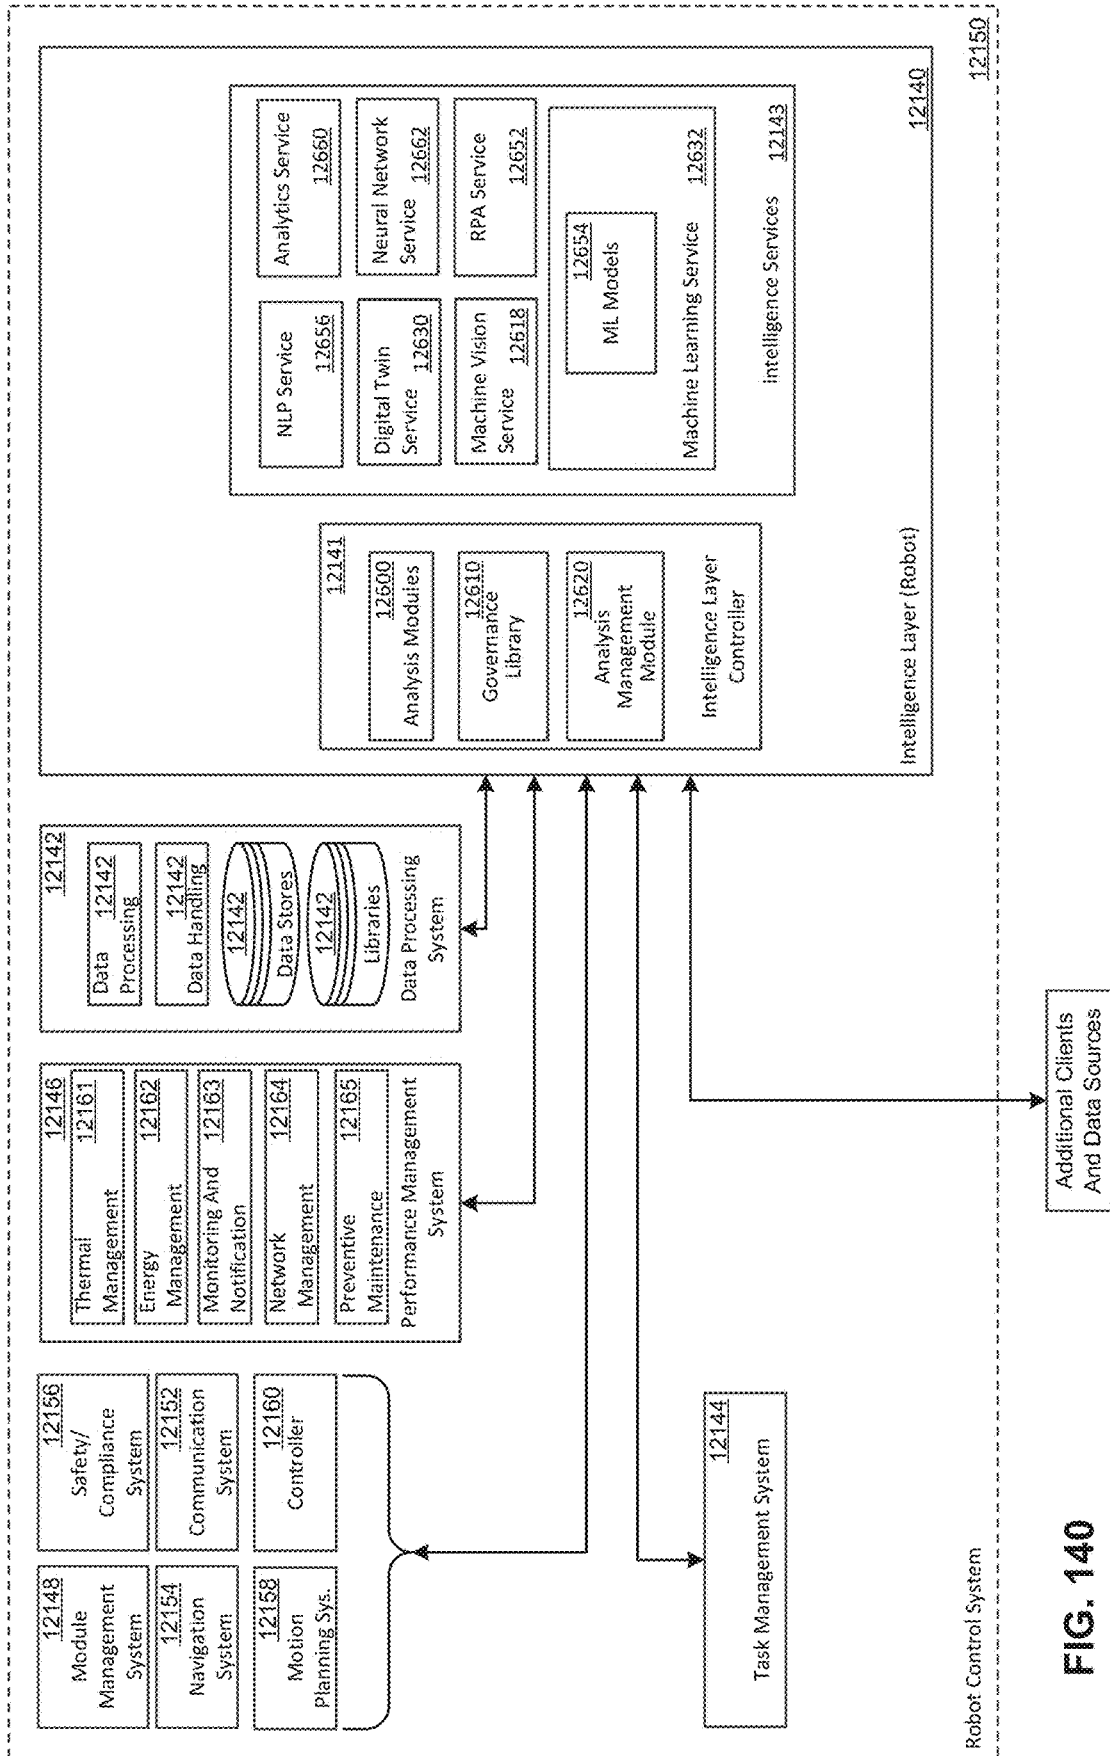 12148
Module
Management
System
12156
Safety/
Compliance
System
12154
Navigation
System
12152
Communication
System
12158
Motion
Planning Sys.
12160
Controller
12146
Thermal 12161
Management
Energy 12162
Management
Monitoring And 12163
Notification
Network 12164
Management
Preventive 12165
Maintenance
Performance Management
System
12142
Data 12142
Processing
12142
Data Handling
12142
Data Stores
12142
Libraries
Data Processing
System
12144
Task Management System
12141
12600
Analysis Modules
12610
Governance
Library
12620
Analysis
Management
Module
Intelligence Layer
Controller
NLP Service
12656
Analytics Service
12660
Digital Twin
Service 12630
Neural Network
Service 12662
Machine Vision
Service 12618
RPA Service
12652
12654
ML Models
Machine Learning Service
12632
Intelligence Services
12143
Intelligence Layer (Robot)
12140
Robot Control System
12150
Additional Clients
And Data Sources
FIG. 140